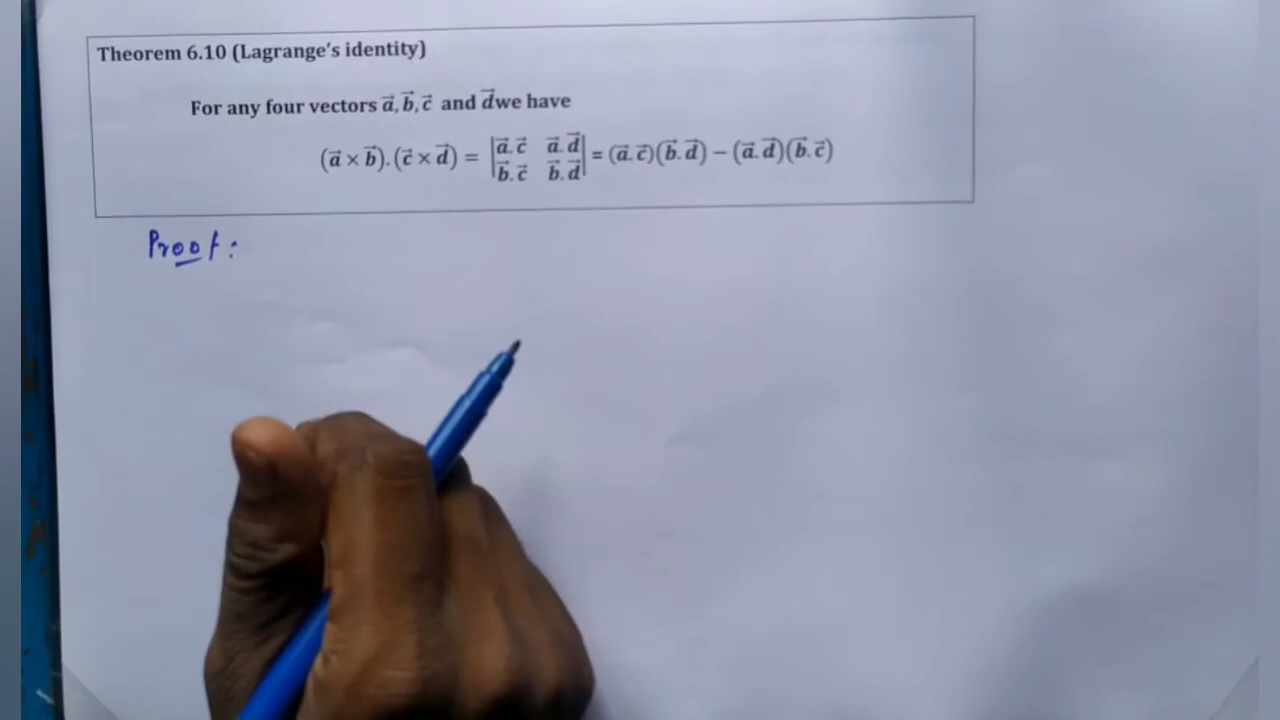 Theorem 6.10 (Lagrange's identity)
For any four vectors a⃗, b⃗, c⃗ and d⃗ we have
(a⃗ × b⃗).(c⃗ × d⃗) = |a⃗.c⃗ a⃗.d⃗| = (a⃗.c⃗)(b⃗.d⃗) − (a⃗.d⃗)(b⃗.c⃗)
|b⃗.c⃗ b⃗.d⃗|
Proof :